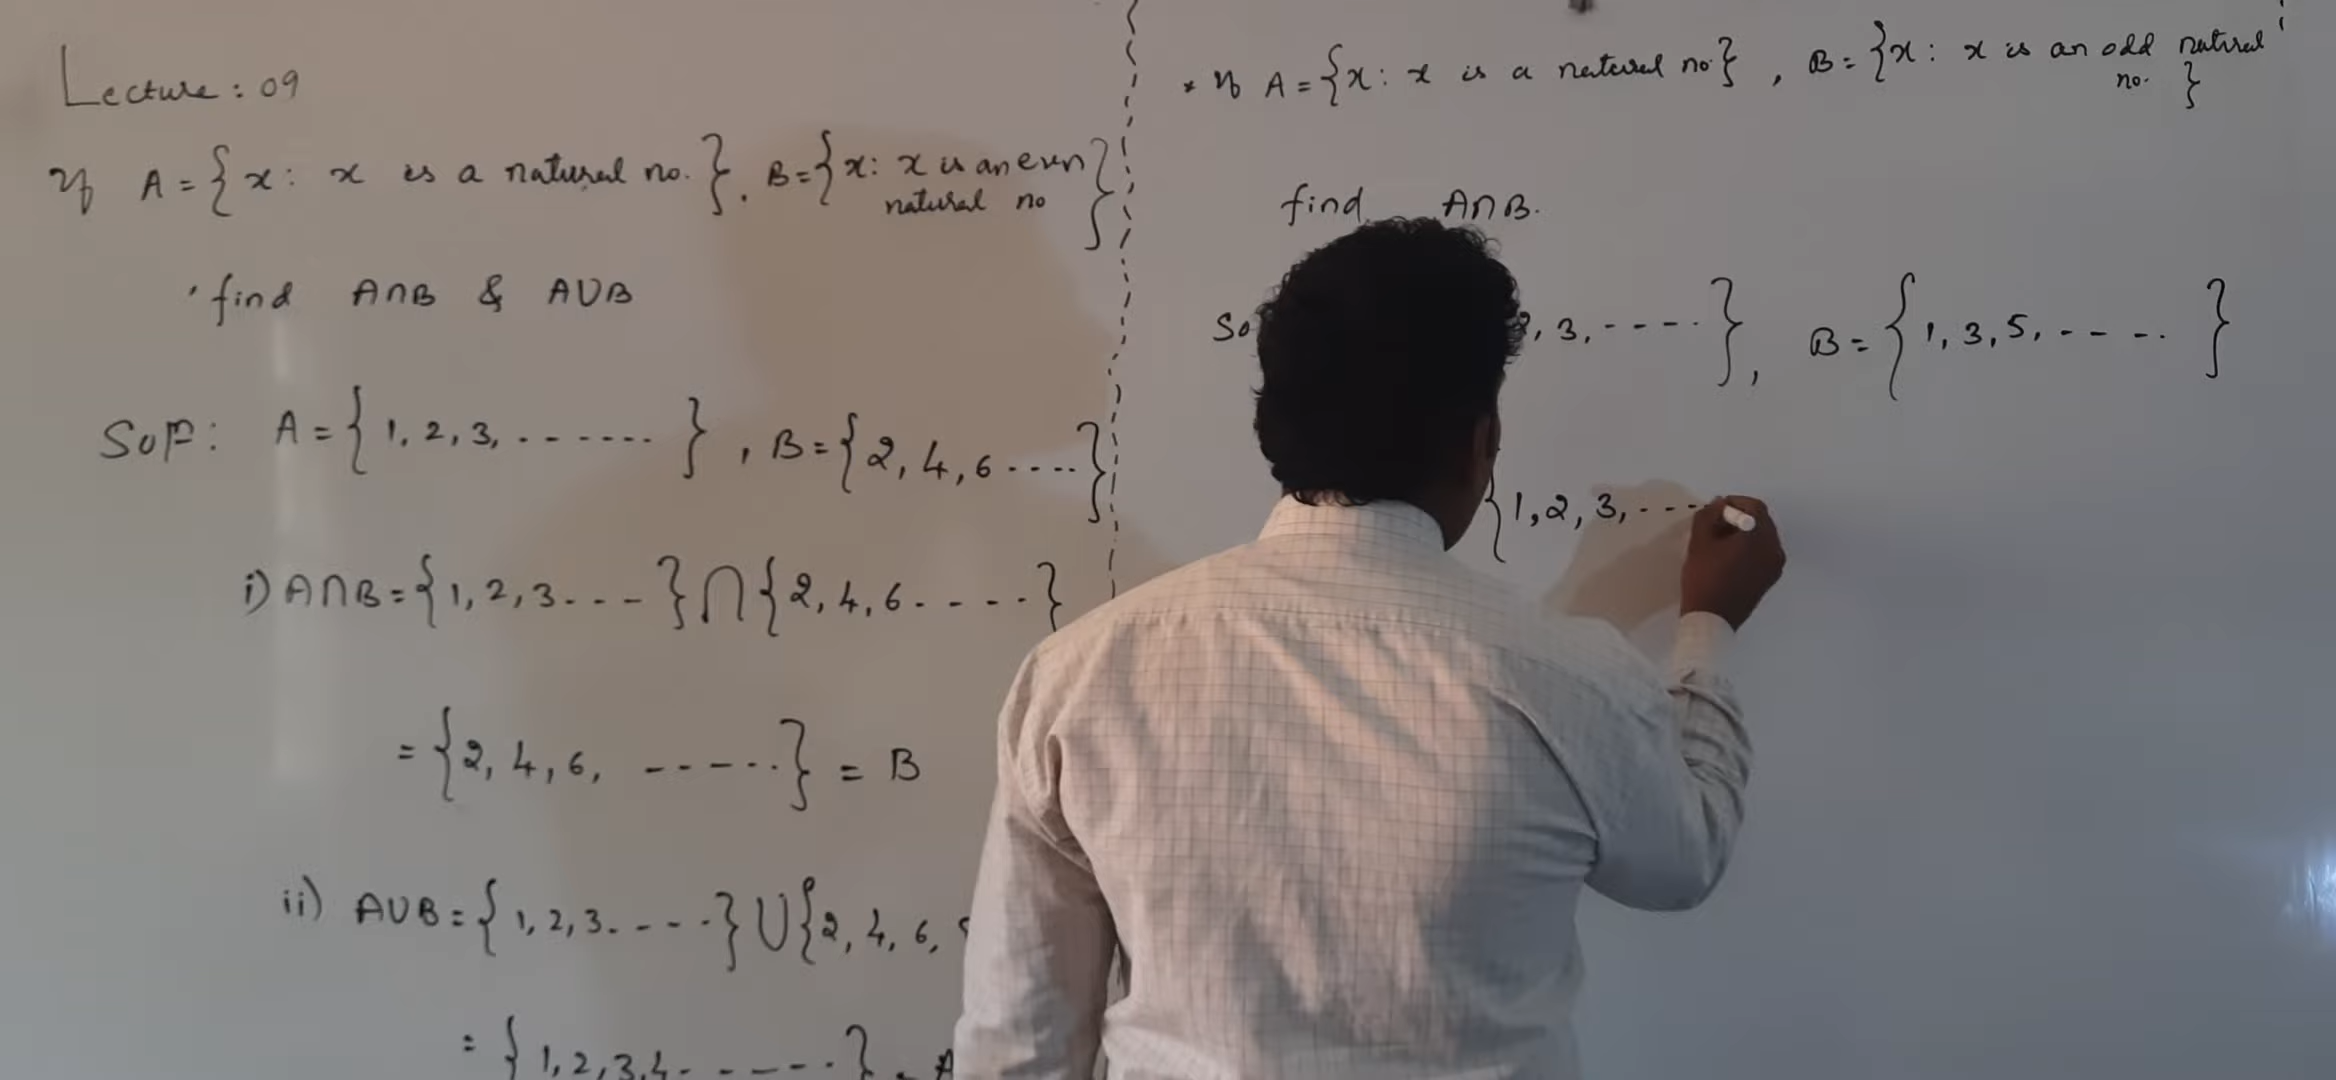 Lecture: 09
If A = {x: x is a natural no.}, B = {x: x is an even
natural no}
find A∩B & A∪B
Sol: A = {1, 2, 3, ......}, B = {2, 4, 6 ....}
i) A∩B = {1, 2, 3 ...} ∩ {2, 4, 6 .....}
= {2, 4, 6, ......} = B
ii) A∪B = {1, 2, 3 .....} ∪ {2, 4, 6,
= {1, 2, 3, 4 .......} = A
* If A = {x: x is a natural no.}, B = {x: x is an odd natural
no. }
find A∩B.
So 2, 3, .....}, B = {1, 3, 5, .....}
{1, 2, 3, ....